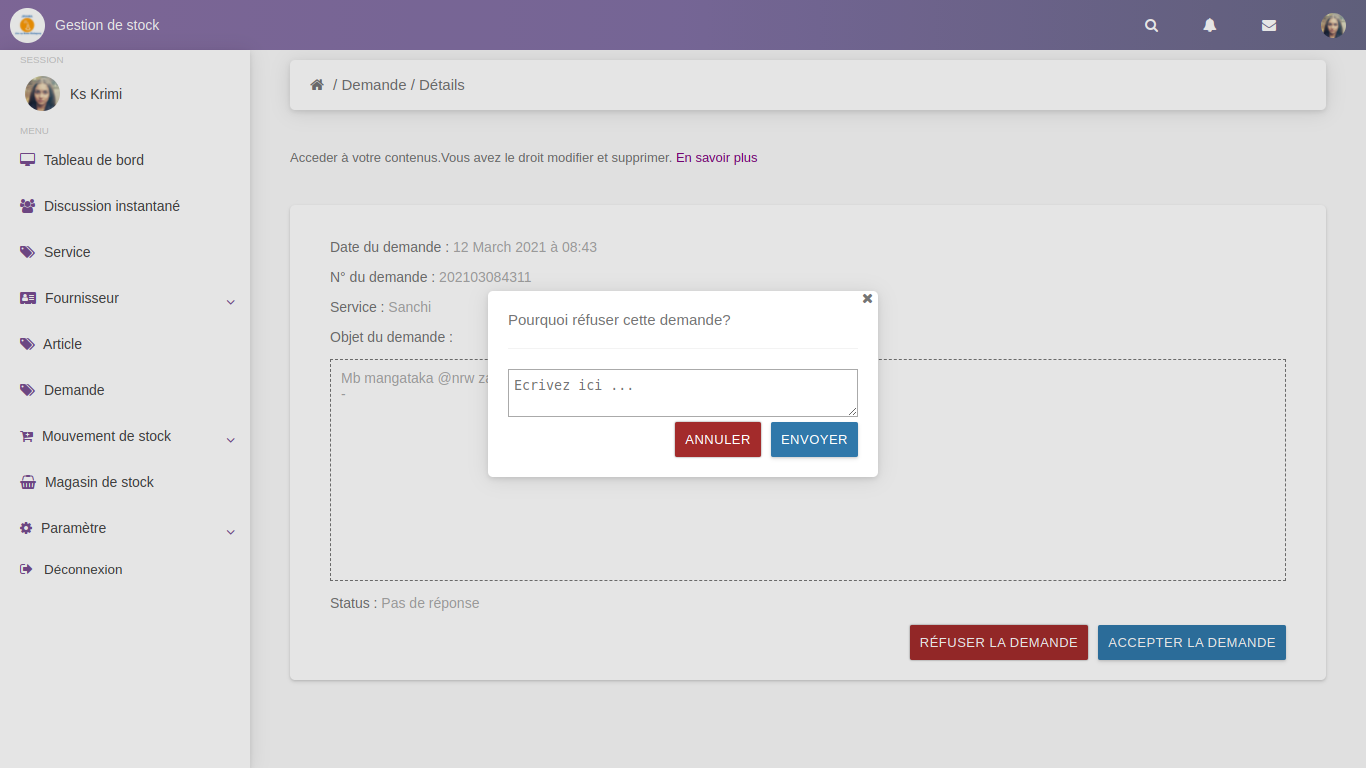 Gestion de stock
SESSION
Ks Krimi
MENU
Tableau de bord
Discussion instantané
Service
Fournisseur
Article
Demande
Mouvement de stock
Magasin de stock
Paramètre
Déconnexion
/ Demande / Détails
Acceder à votre contenus.Vous avez le droit modifier et supprimer. En savoir plus
Date du demande : 12 March 2021 à 08:43
N° du demande : 202103084311
Service : Sanchi
Objet du demande :
Mb mangataka @nrw
-
Pourquoi réfuser cette demande?
Ecrivez ici ...
ANNULER ENVOYER
Status : Pas de réponse
RÉFUSER LA DEMANDE ACCEPTER LA DEMANDE